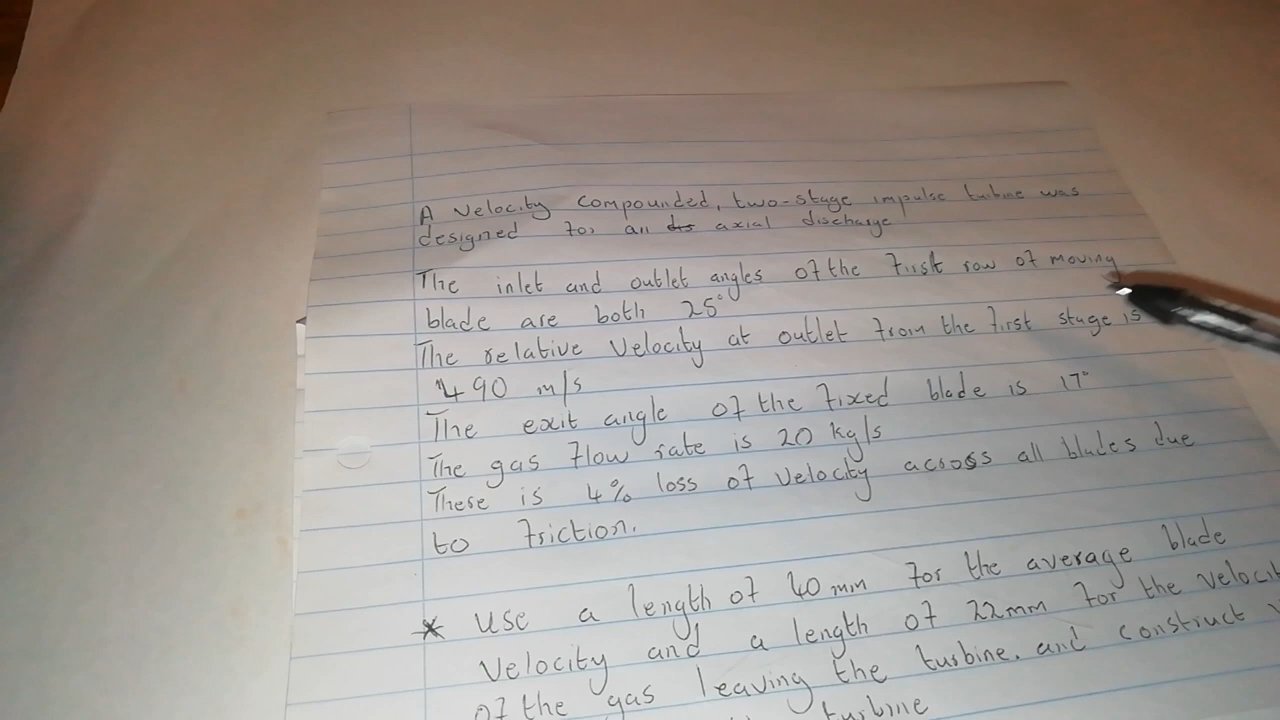 A velocity compounded, two-stage impulse turbine was
designed for an axial discharge
The inlet and outlet angles of the first row of moving
blade are both 25°
The relative velocity at outlet from the first stage is
490 m/s
The exit angle of the fixed blade is 17°
The gas flow rate is 20 kg/s
There is 4% loss of velocity across all blades due
to friction.
* Use a length of 40 mm for the average blade
velocity and a length of 22mm for the
of the gas leaving the turbine. and construct
turbine